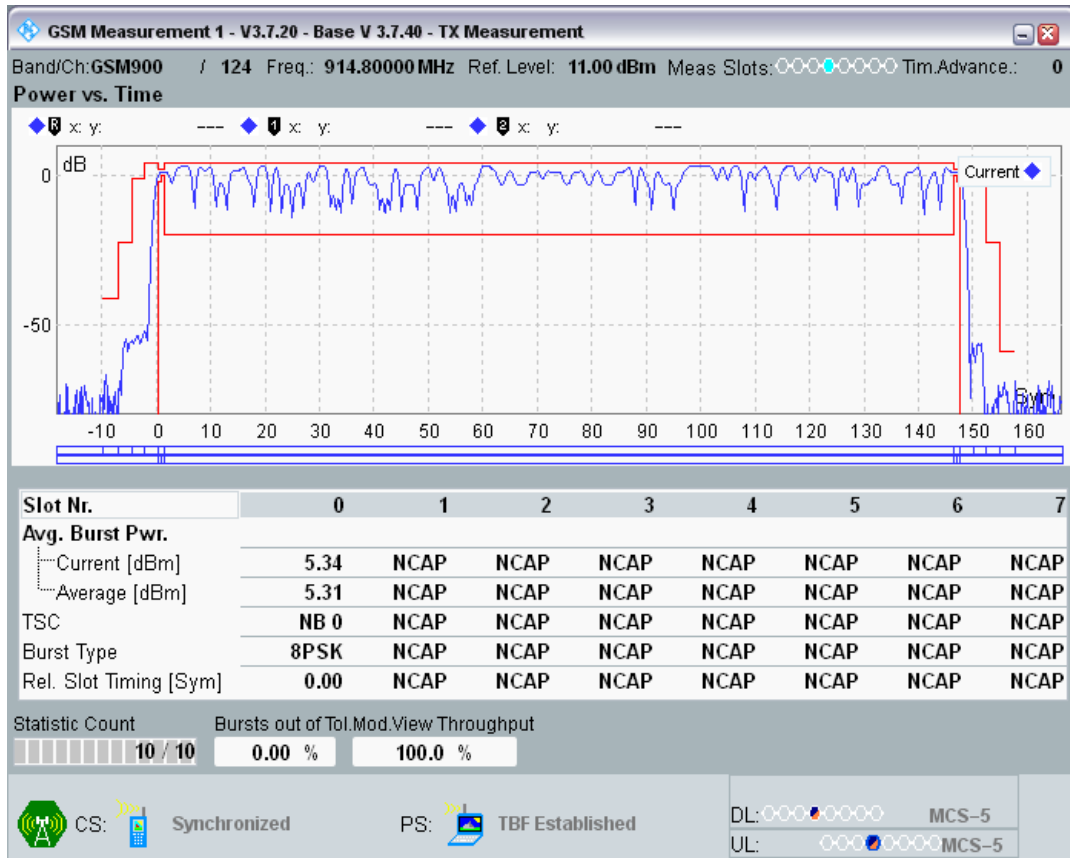 GSM Measurement 1 - V3.7.20 - Base V 3.7.40 - TX Measurement
Band/Ch:GSM900 / 124 Freq.: 914.80000 MHz Ref. Level: 11.00 dBm Meas Slots: Tim.Advance.: 0
Power vs. Time
R x: y: --- 1 x: y: --- 2 x: y: ---
dB
Current
0
-50
Sym
-10 0 10 20 30 40 50 60 70 80 90 100 110 120 130 140 150 160
Slot Nr. 0 1 2 3 4 5 6 7
Avg. Burst Pwr.
Current [dBm] 5.34 NCAP NCAP NCAP NCAP NCAP NCAP NCAP
Average [dBm] 5.31 NCAP NCAP NCAP NCAP NCAP NCAP NCAP
TSC NB 0 NCAP NCAP NCAP NCAP NCAP NCAP NCAP
Burst Type 8PSK NCAP NCAP NCAP NCAP NCAP NCAP NCAP
Rel. Slot Timing [Sym] 0.00 NCAP NCAP NCAP NCAP NCAP NCAP NCAP
Statistic Count Bursts out of Tol. Mod.View Throughput
10 / 10 0.00 % 100.0 %
CS: Synchronized PS: TBF Established
DL: MCS-5
UL: MCS-5